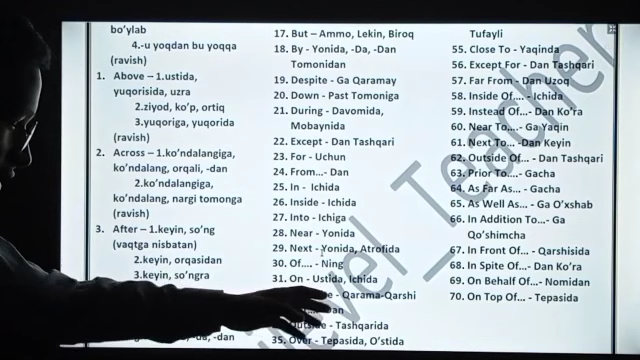 bo'ylab
4.-u yoqdan bu yoqqa
(ravish)
1. Above – 1.ustida,
yuqorisida, uzra
2.ziyod, ko'p, ortiq
3.yuqoriga, yuqorida
(ravish)
2. Across – 1.ko'ndalangiga,
ko'ndalang, orqali, -dan
2.ko'ndalangiga,
ko'ndalang, nargi tomonga
(ravish)
3. After – 1.keyin, so'ng
(vaqtga nisbatan)
2.keyin, orqasidan
3.keyin, so'ngra
-dan
17. But – Ammo, Lekin, Biroq
18. By - Yonida, -Da, -Dan
Tomonidan
19. Despite - Ga Qaramay
20. Down - Past Tomoniga
21. During - Davomida,
Mobaynida
22. Except - Dan Tashqari
23. For - Uchun
24. From...- Dan
25. In - Ichida
26. Inside - Ichida
27. Into - Ichiga
28. Near - Yonida
29. Next - Yonida, Atrofida
30. Of.... - Ning
31. On - Ustida, Ichida
- Qarama-Qarshi
Outside - Tashqarida
35. Over - Tepasida, O'stida
Tufayli
55. Close To - Yaqinda
56. Except For - Dan Tashqari
57. Far From - Dan Uzoq
58. Inside Of.... - Ichida
59. Instead Of...- Dan Ko'ra
60. Near To....- Ga Yaqin
61. Next To... -Dan Keyin
62. Outside Of... - Dan Tashqari
63. Prior To....- Gacha
64. As Far As... - Gacha
65. As Well As... - Ga O'xshab
66. In Addition To...- Ga
Qo'shimcha
67. In Front Of... - Qarshisida
68. In Spite Of...- Dan Ko'ra
69. On Behalf Of...- Nomidan
70. On Top Of... - Tepasida
level_Teacher